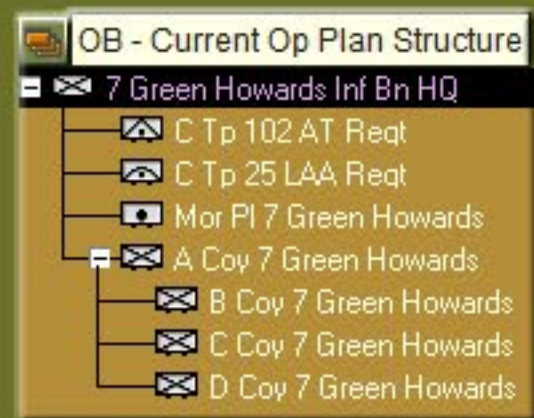 OB - Current Op Plan Structure
7 Green Howards Inf Bn HQ
C Tp 102 AT Reqt
C Tp 25 LAA Reqt
Mor Pl 7 Green Howards
A Coy 7 Green Howards
B Coy 7 Green Howards
C Coy 7 Green Howards
D Coy 7 Green Howards